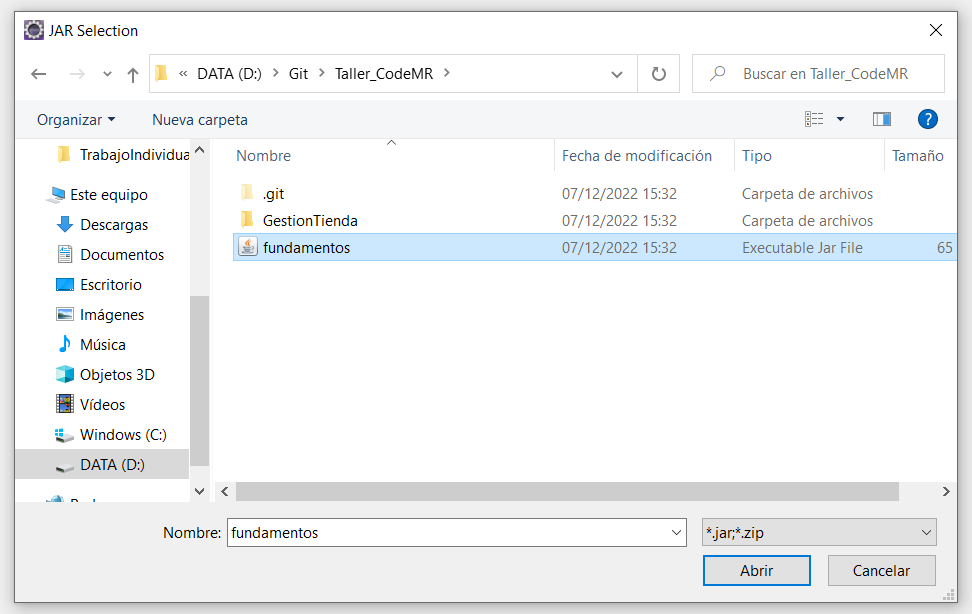 JAR Selection
« DATA (D:) > Git > Taller_CodeMR >
Buscar en Taller_CodeMR
Organizar
Nueva carpeta
?
TrabajoIndividua
Este equipo
Descargas
Documentos
Escritorio
Imágenes
Música
Objetos 3D
Vídeos
Windows (C:)
DATA (D:)
Nombre Fecha de modificación Tipo Tamaño
.git 07/12/2022 15:32 Carpeta de archivos
GestionTienda 07/12/2022 15:32 Carpeta de archivos
fundamentos 07/12/2022 15:32 Executable Jar File 65
Nombre: fundamentos *.jar;*.zip
Abrir Cancelar